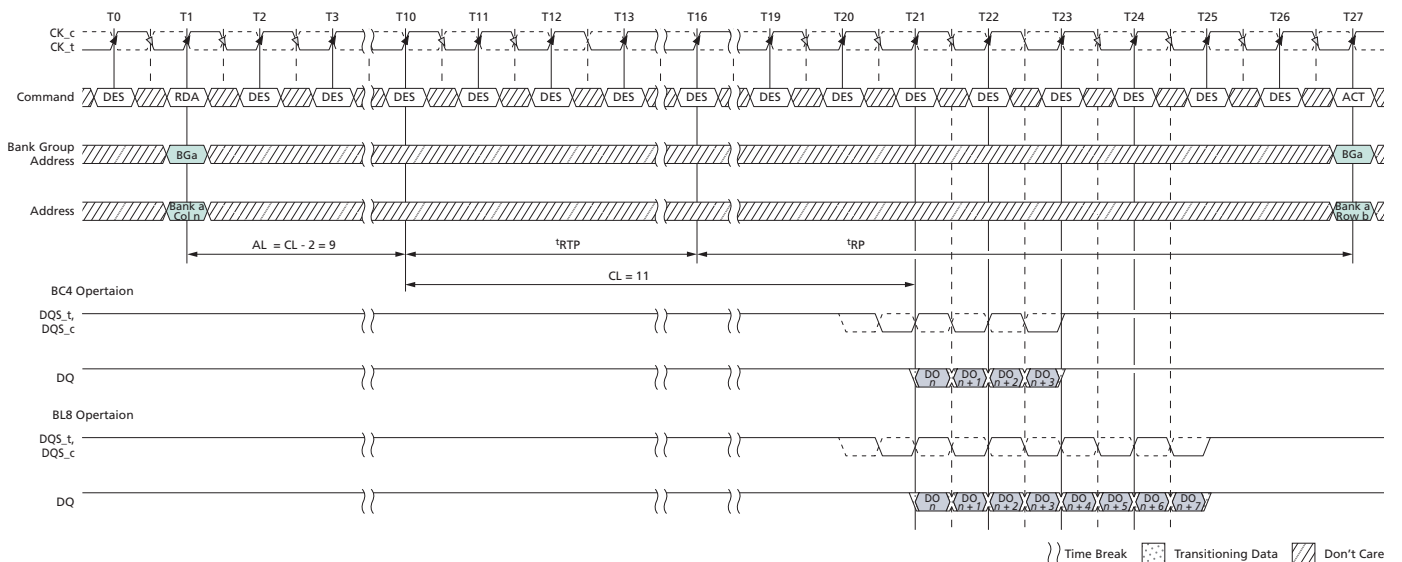 T0 T1 T2 T3 T10 T11 T12 T13 T16 T19 T20 T21 T22 T23 T24 T25 T26 T27
CK_c
CK_t
Command DES RDA DES DES DES DES DES DES DES DES DES DES DES DES DES DES DES ACT
Bank Group
Address BGa BGa
Address Bank a
Col n
Bank a
Row b
AL = CL - 2 = 9 tRTP tRP
CL = 11
BC4 Opertaion
DQS_t,
DQS_c
DQ DO
n DO
n + 1 DO
n + 2 DO
n + 3
BL8 Opertaion
DQS_t,
DQS_c
DQ DO
n DO
n + 1 DO
n + 2 DO
n + 3 DO
n + 4 DO
n + 5 DO
n + 6 DO
n + 7
Time Break Transitioning Data Don't Care